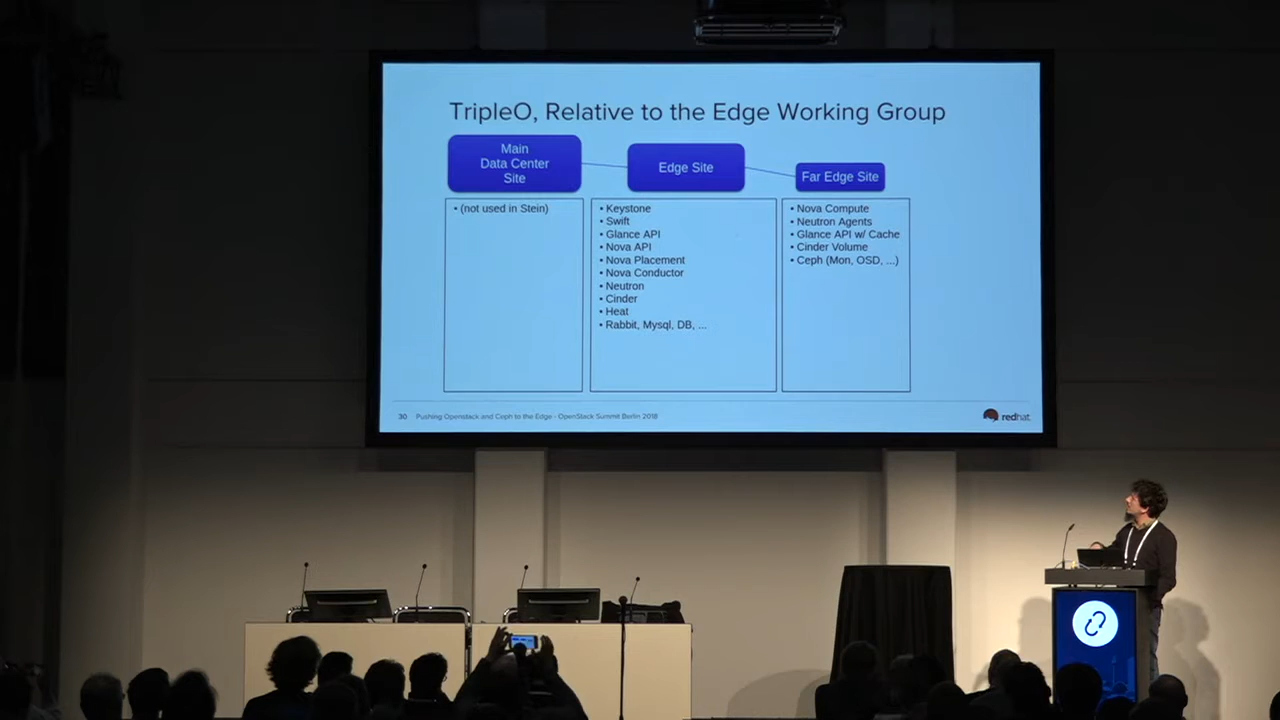 TripleO, Relative to the Edge Working Group
Main
Data Center
Site
Edge Site
Far Edge Site
• (not used in Stein)
• Keystone
• Swift
• Glance API
• Nova API
• Nova Placement
• Nova Conductor
• Neutron
• Cinder
• Heat
• Rabbit, Mysql, DB, ...
• Nova Compute
• Neutron Agents
• Glance API w/ Cache
• Cinder Volume
• Ceph (Mon, OSD, ...)
30 Pushing Openstack and Ceph to the Edge - OpenStack Summit Berlin 2018
redhat.